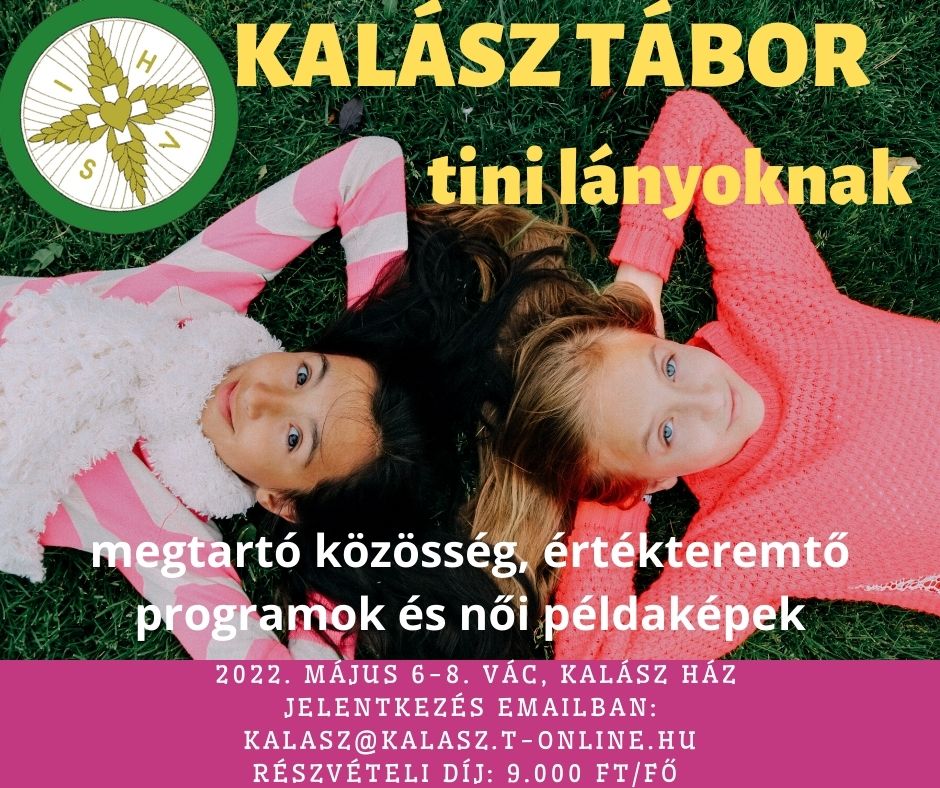 KALÁSZ TÁBOR
tini lányoknak
I H
S V
megtartó közösség, értékteremtő
programok és női példaképek
2022. MÁJUS 6-8. VÁC, KALÁSZ HÁZ
JELENTKEZÉS EMAILBAN:
KALASZ@KALASZ.T-ONLINE.HU
RÉSZVÉTELI DÍJ: 9.000 FT/FŐ